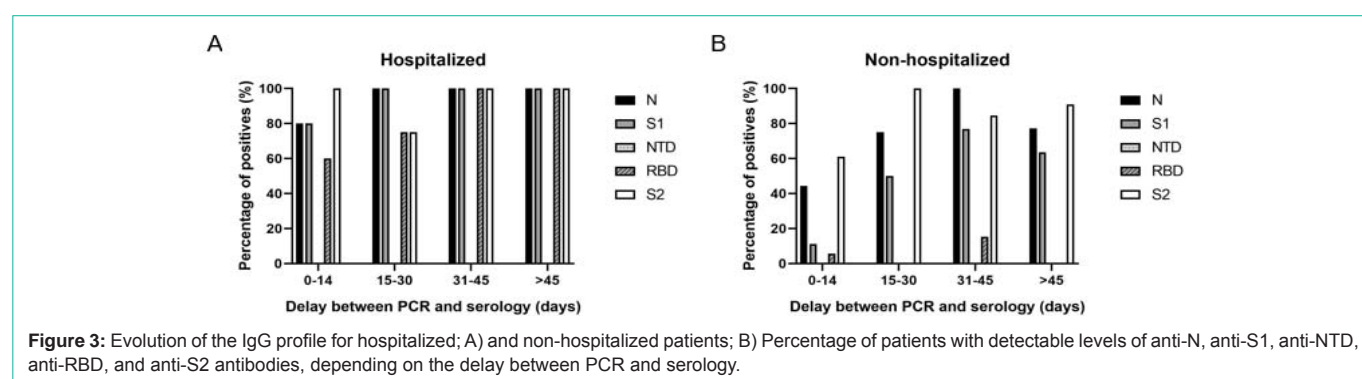 A
Hospitalized
Percentage of positives (%)
100
80
60
40
20
0
0-14 15-30 31-45 >45
Delay between PCR and serology (days)
N
S1
NTD
RBD
S2
B
Non-hospitalized
Percentage of positives (%)
100
80
60
40
20
0
0-14 15-30 31-45 >45
Delay between PCR and serology (days)
N
S1
NTD
RBD
S2
Figure 3: Evolution of the IgG profile for hospitalized; A) and non-hospitalized patients; B) Percentage of patients with detectable levels of anti-N, anti-S1, anti-NTD,
anti-RBD, and anti-S2 antibodies, depending on the delay between PCR and serology.